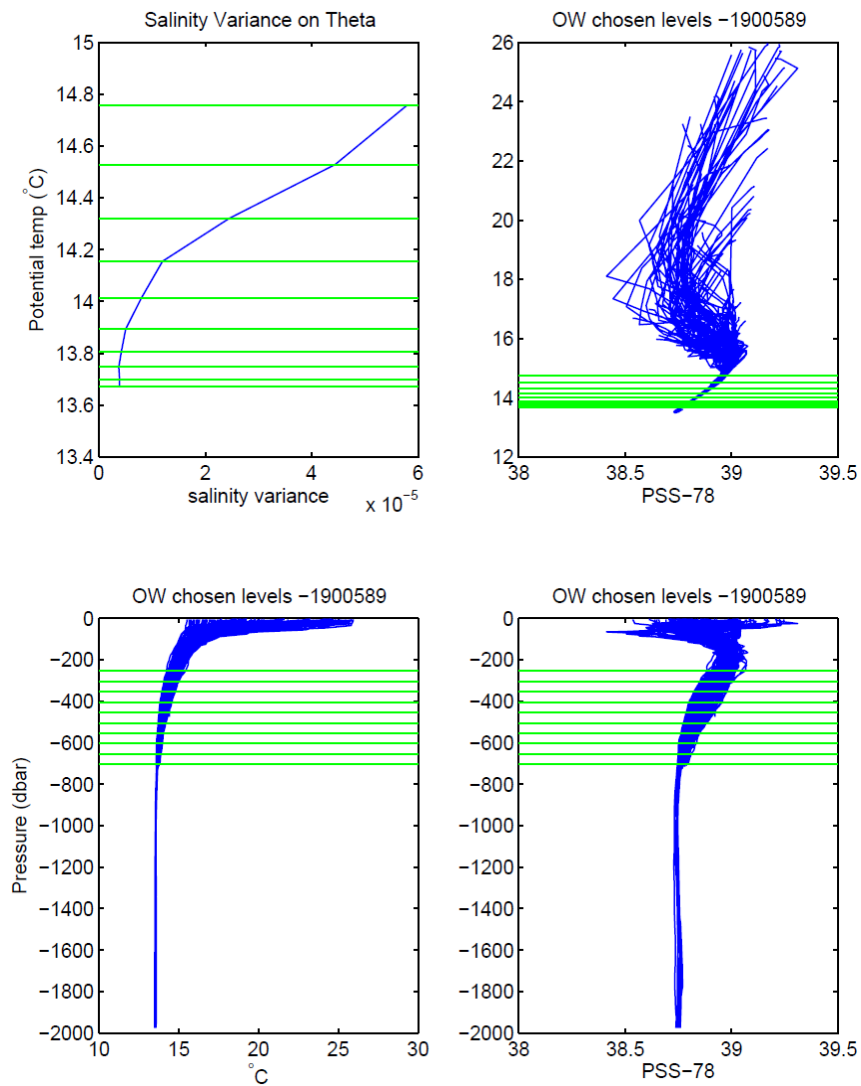 Salinity Variance on Theta
15
14.8
14.6
14.4
14.2
14
13.8
13.6
13.4
Potential temp (°C)
0 2 4 6
salinity variance
x 10⁻⁵
OW chosen levels −1900589
26
24
22
20
18
16
14
12
38 38.5 39 39.5
PSS−78
OW chosen levels −1900589
0
−200
−400
−600
−800
−1000
−1200
−1400
−1600
−1800
−2000
Pressure (dbar)
10 15 20 25 30
°C
OW chosen levels −1900589
0
−200
−400
−600
−800
−1000
−1200
−1400
−1600
−1800
−2000
38 38.5 39 39.5
PSS−78